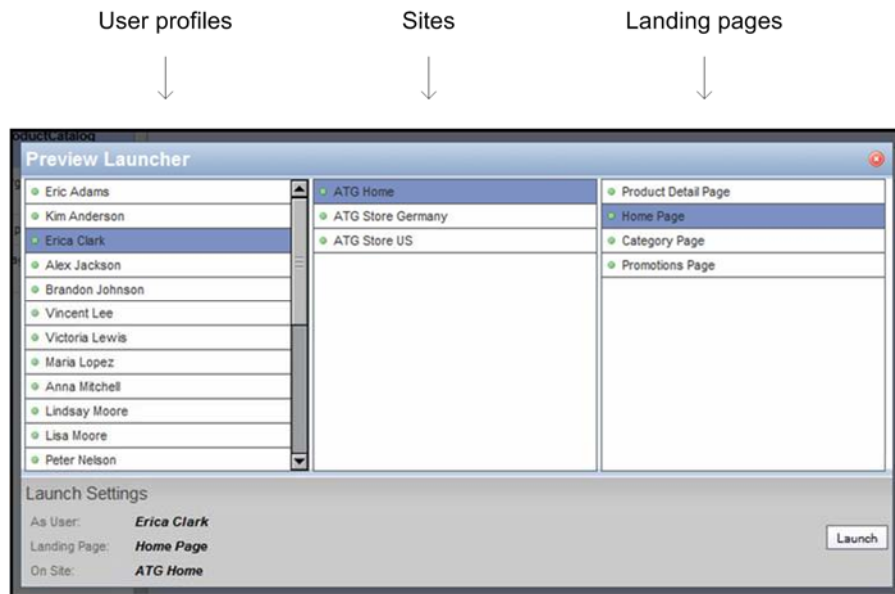 User profiles
Sites
Landing pages
oductCatalog
Preview Launcher
Eric Adams
Kim Anderson
Erica Clark
Alex Jackson
Brandon Johnson
Vincent Lee
Victoria Lewis
Maria Lopez
Anna Mitchell
Lindsay Moore
Lisa Moore
Peter Nelson
ATG Home
ATG Store Germany
ATG Store US
Product Detail Page
Home Page
Category Page
Promotions Page
Launch Settings
As User: Erica Clark
Landing Page: Home Page
On Site: ATG Home
Launch